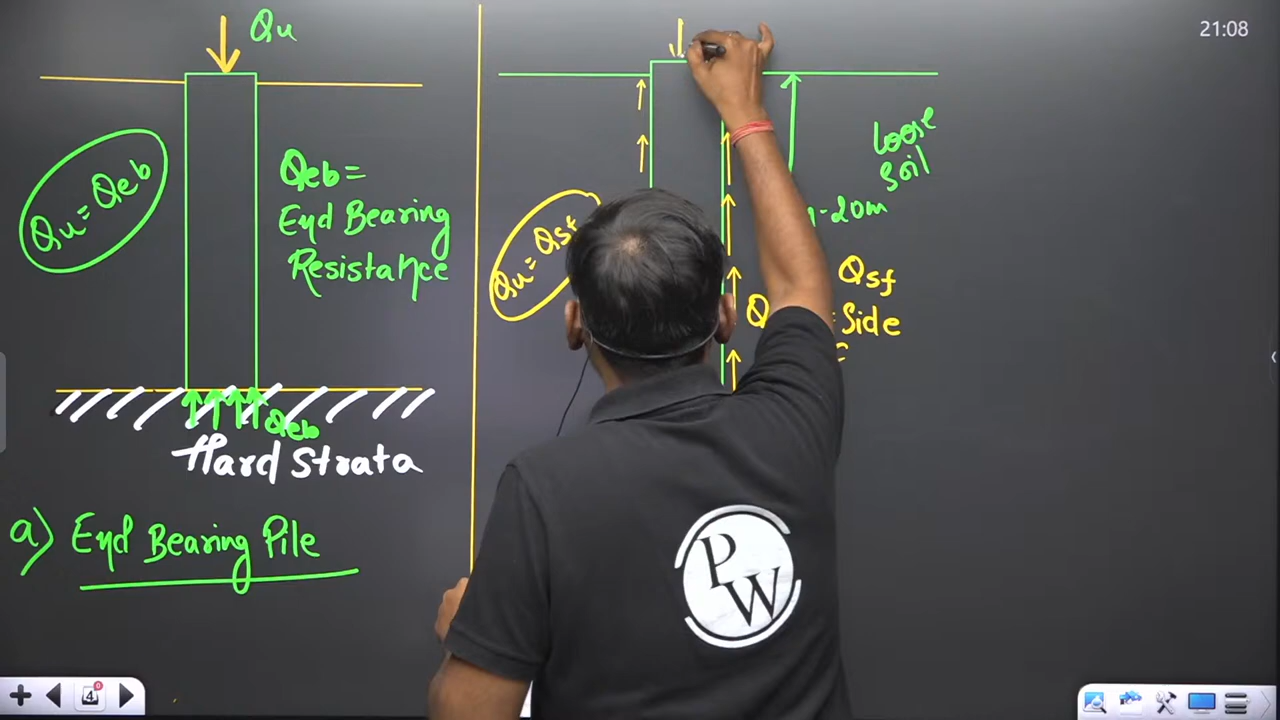 21:08
Qu
Qu = Qeb
Qeb =
End Bearing
Resistance
Qeb
Hard Strata
a) End Bearing Pile
Loose
Soil
-20m
Qu = Qsf
Qsf
Side
PW
4